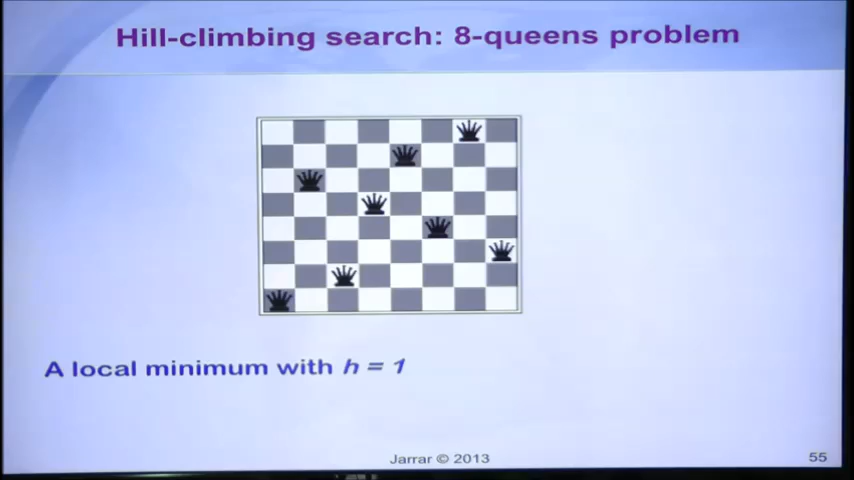 Hill-climbing search: 8-queens problem
A local minimum with h = 1
Jarrar © 2013
55